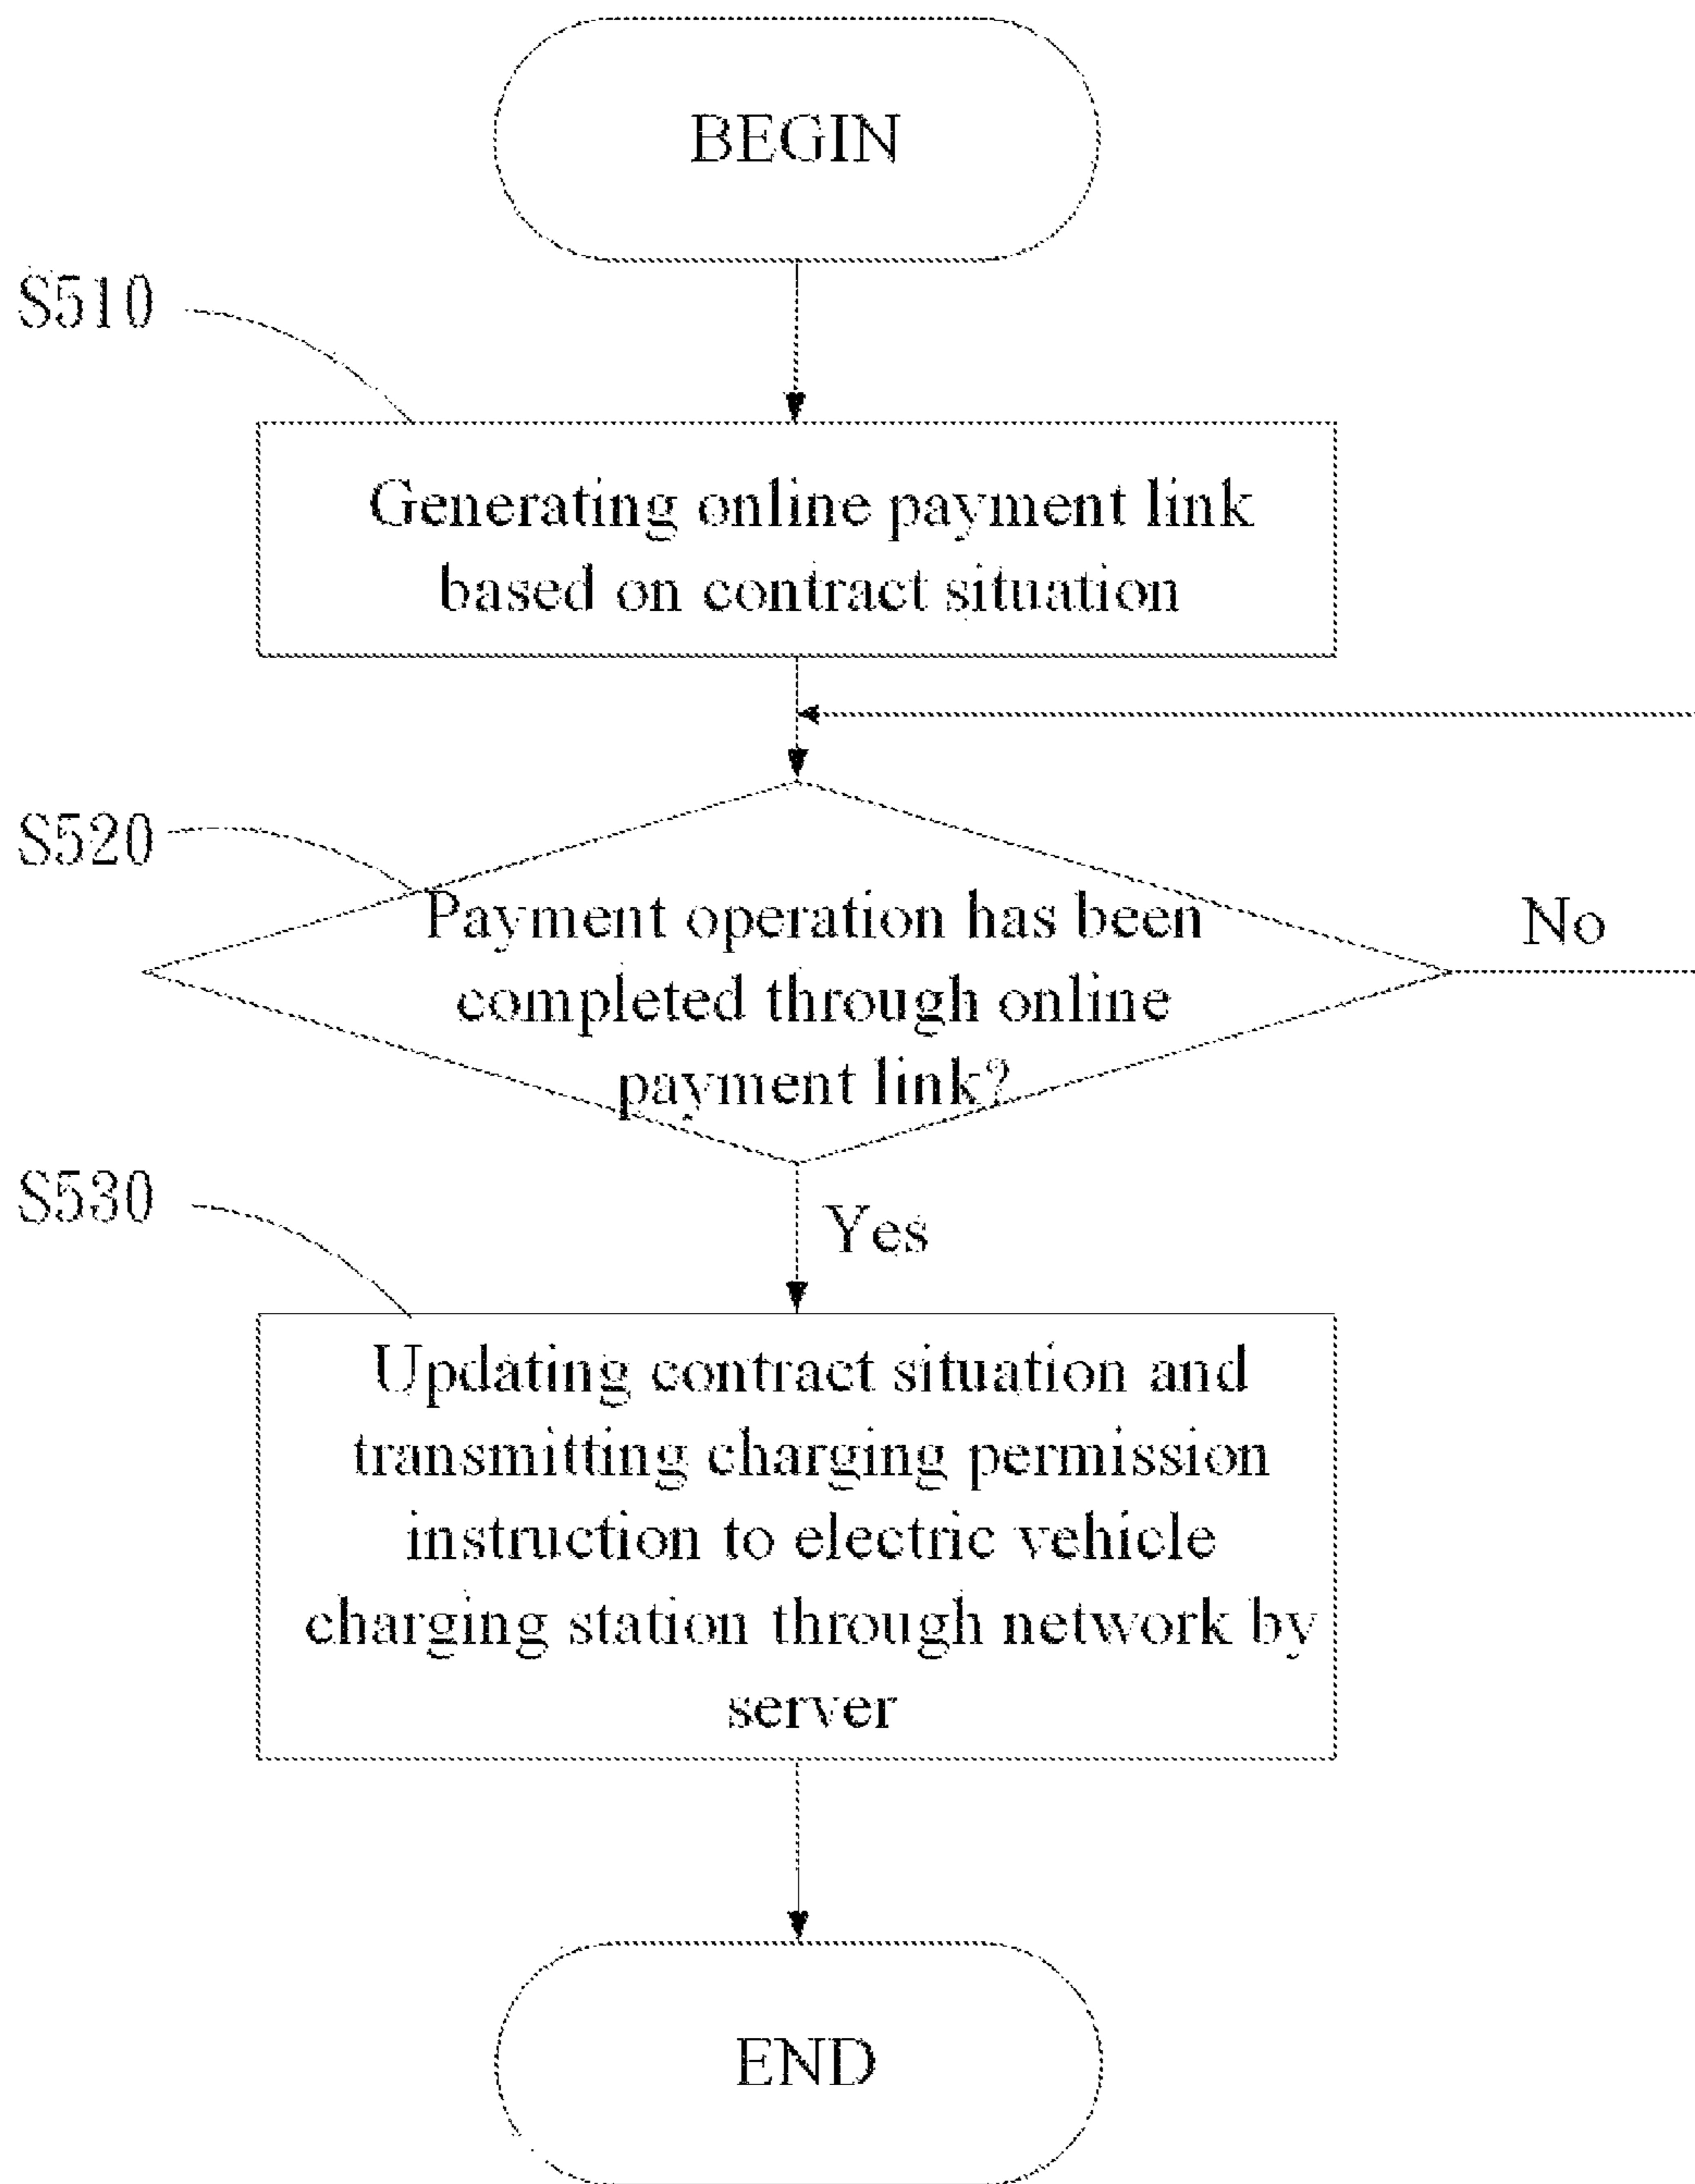 BEGIN
S510
Generating online payment link
based on contract situation
S520
Payment operation has been
completed through online
payment link?
No
Yes
S530
Updating contract situation and
transmitting charging permission
instruction to electric vehicle
charging station through network by
server
END